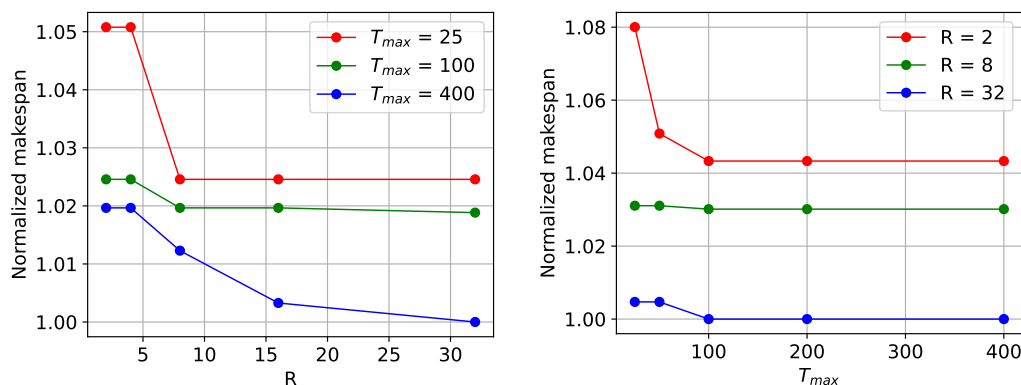 1.05
1.04
1.03
1.02
1.01
1.00
Normalized makespan
5
10
15
20
25
30
R
T_max = 25
T_max = 100
T_max = 400
1.08
1.06
1.04
1.02
1.00
Normalized makespan
100
200
300
400
T_max
R = 2
R = 8
R = 32